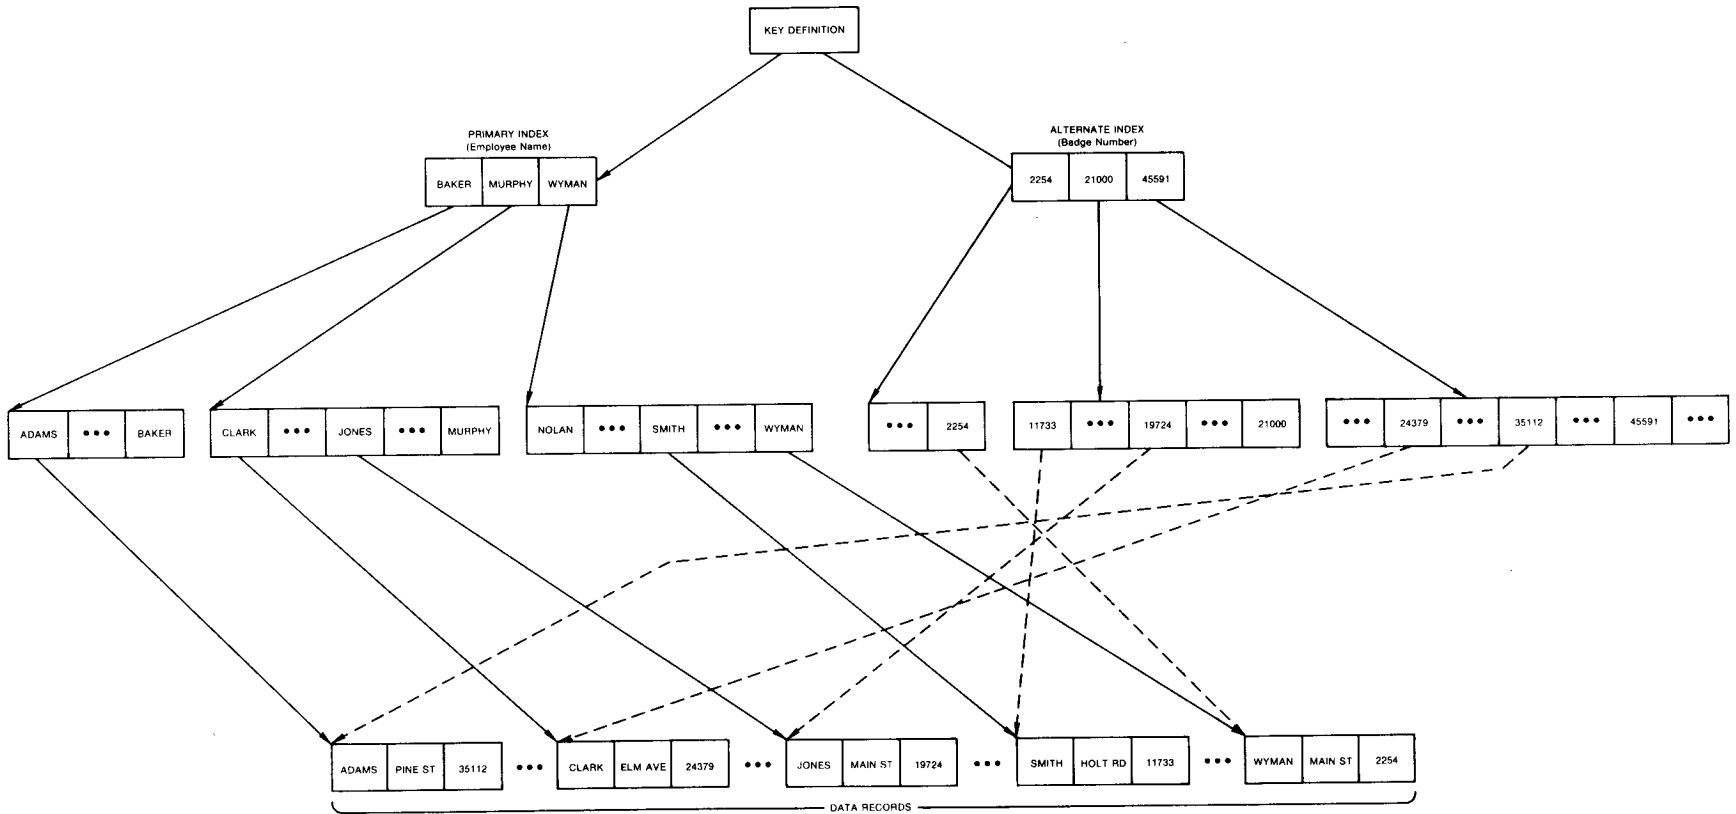 KEY DEFINITION
PRIMARY INDEX
(Employee Name)
ALTERNATE INDEX
(Badge Number)
BAKER MURPHY WYMAN
2254 21000 45591
ADAMS ••• BAKER
CLARK ••• JONES ••• MURPHY
NOLAN ••• SMITH ••• WYMAN
••• 2254
11733 ••• 19724 ••• 21000
••• 24379 ••• 35112 ••• 45591 •••
ADAMS PINE ST 35112 ••• CLARK ELM AVE 24379 ••• JONES MAIN ST 19724 ••• SMITH HOLT RD 11733 ••• WYMAN MAIN ST 2254
DATA RECORDS